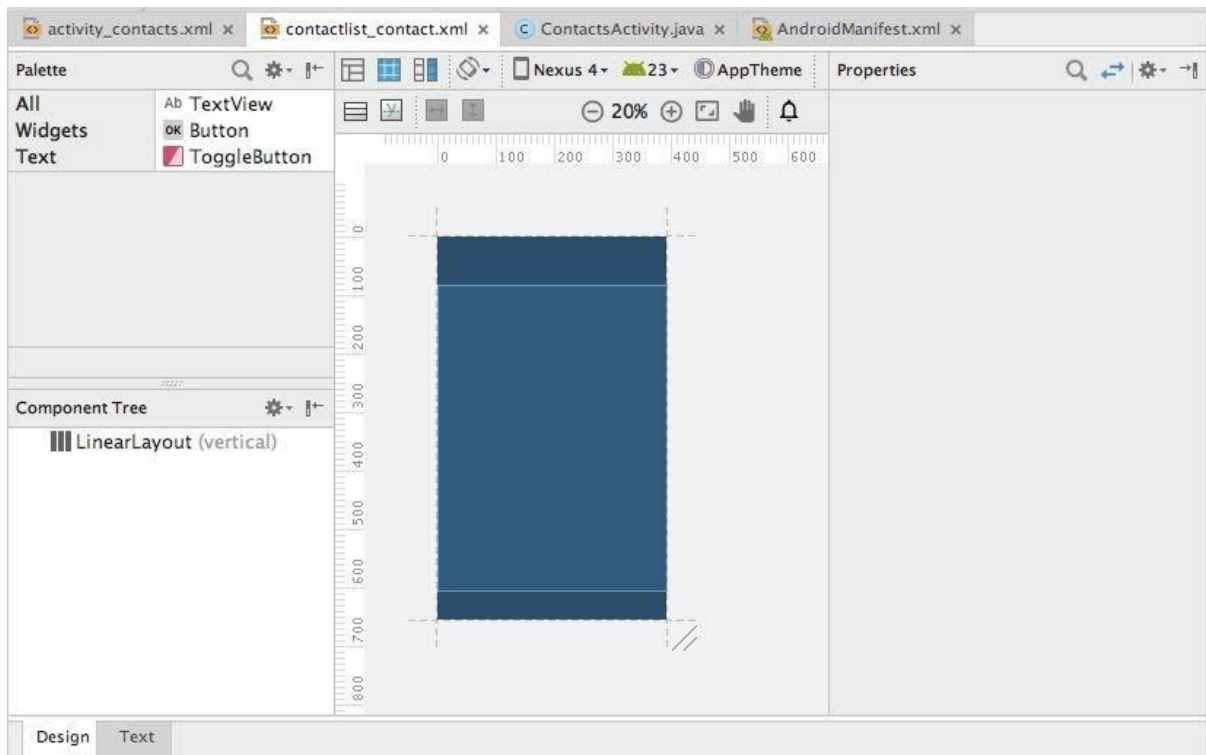 activity_contacts.xml × contactlist_contact.xml × C ContactsActivity.java × AndroidManifest.xml ×
Palette Nexus 4 23 AppTheme Properties
All Ab TextView
Widgets OK Button 20%
Text ToggleButton
0 100 200 300 400 500 600
0
100
200
300
Component Tree
LinearLayout (vertical)
400
500
600
700
800
Design Text